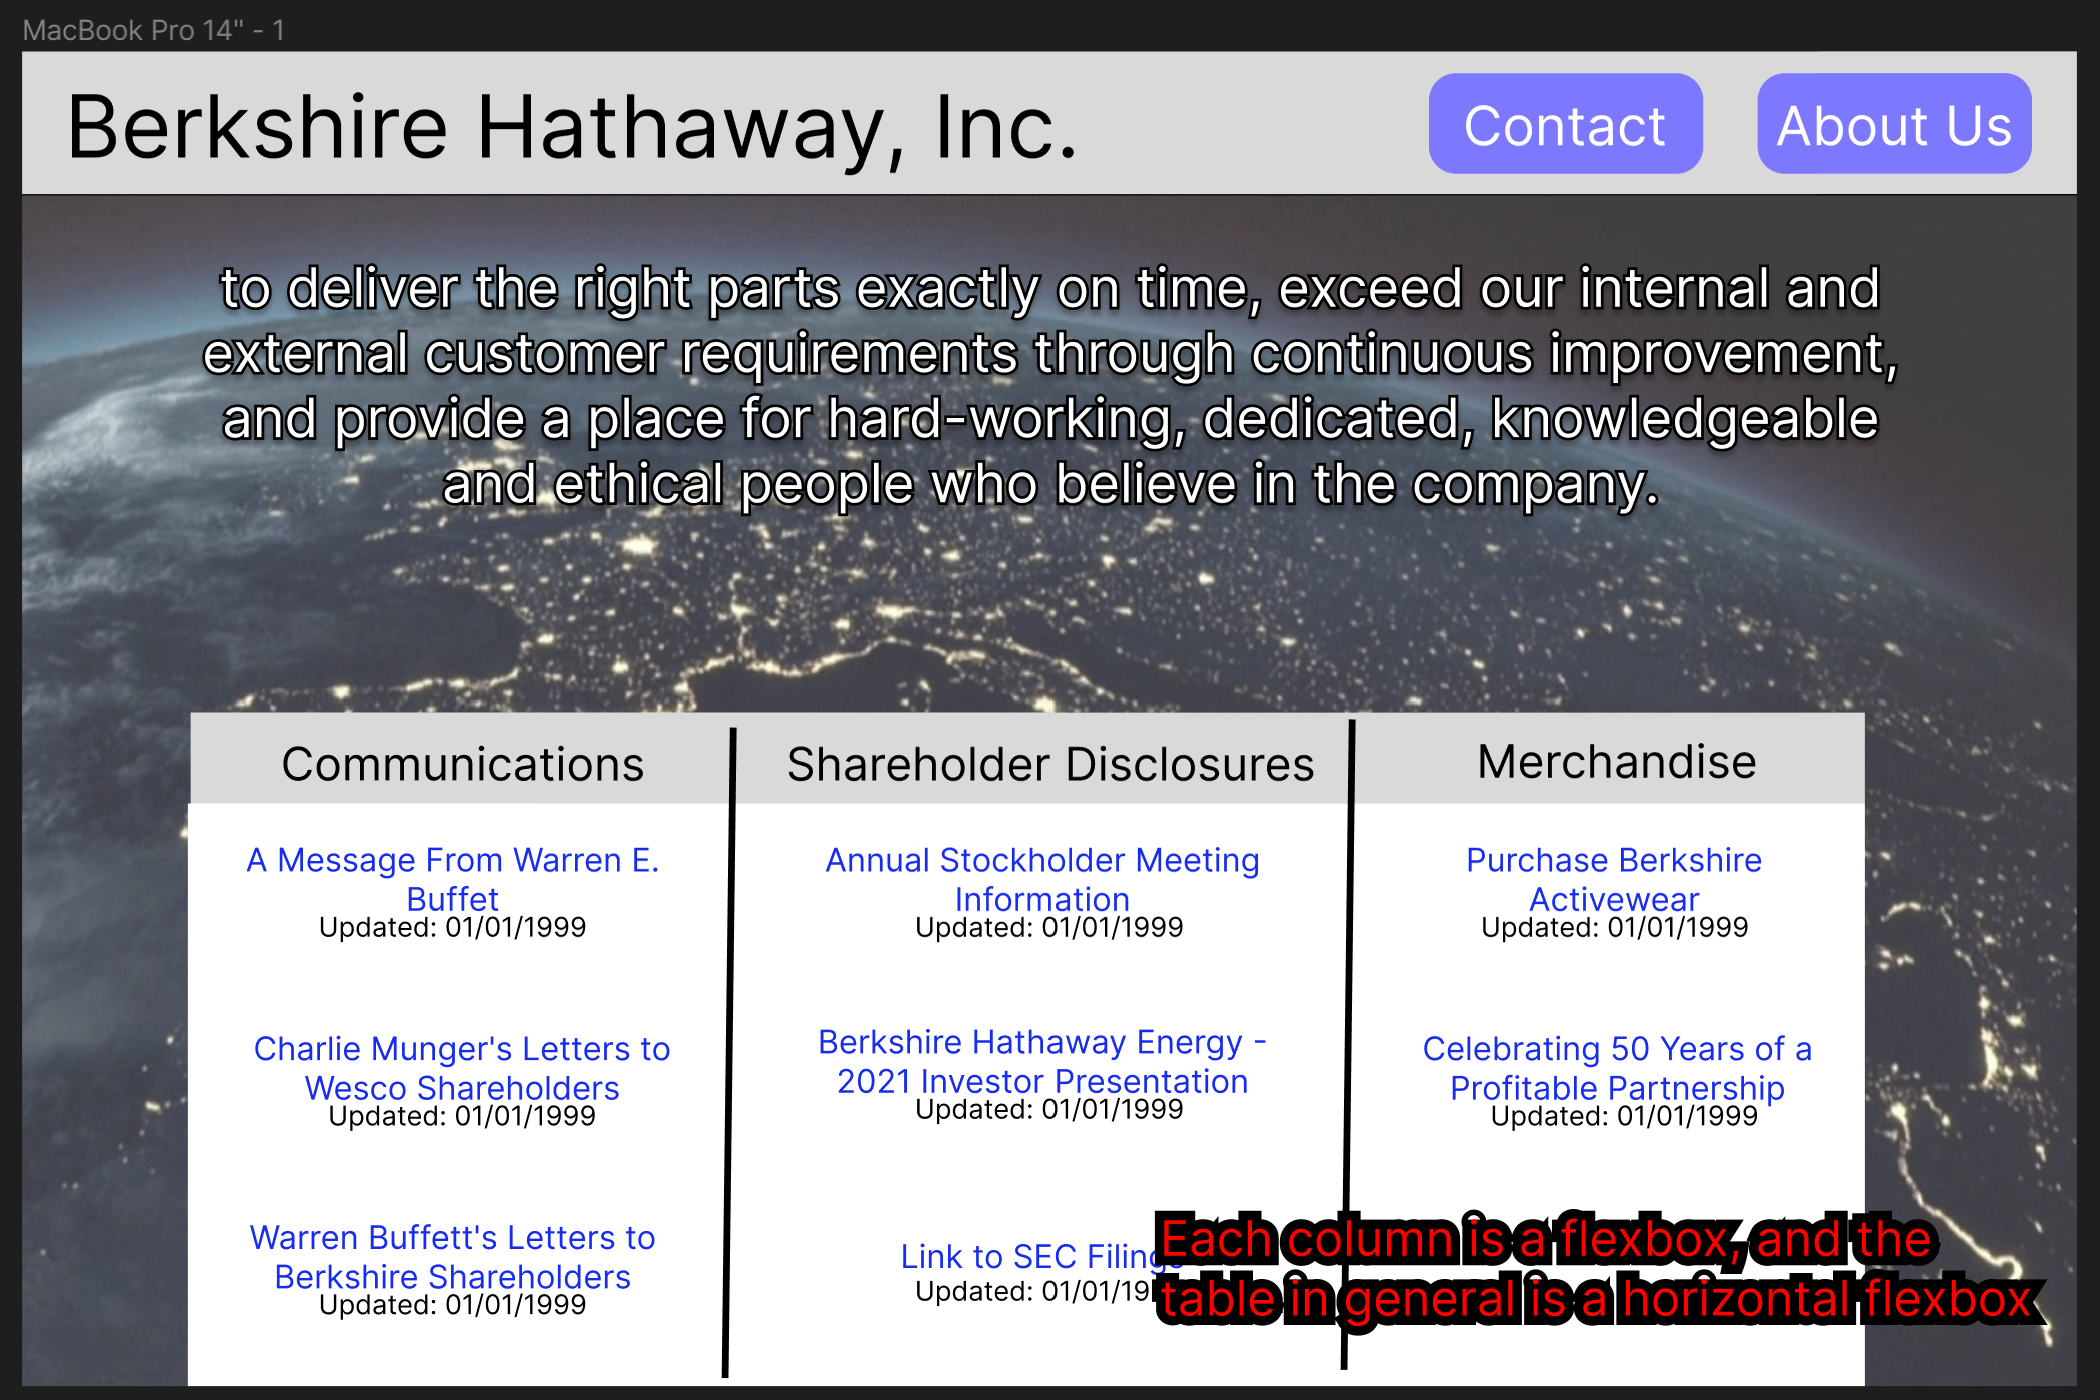 MacBook Pro 14" - 1
Berkshire Hathaway, Inc.
Contact
About Us
to deliver the right parts exactly on time, exceed our internal and
external customer requirements through continuous improvement,
and provide a place for hard-working, dedicated, knowledgeable
and ethical people who believe in the company.
Communications
A Message From Warren E.
Buffet
Updated: 01/01/1999
Charlie Munger's Letters to
Wesco Shareholders
Updated: 01/01/1999
Warren Buffett's Letters to
Berkshire Shareholders
Updated: 01/01/1999
Shareholder Disclosures
Annual Stockholder Meeting
Information
Updated: 01/01/1999
Berkshire Hathaway Energy -
2021 Investor Presentation
Updated: 01/01/1999
Link to SEC Filings
Updated: 01/01/19
Merchandise
Purchase Berkshire
Activewear
Updated: 01/01/1999
Celebrating 50 Years of a
Profitable Partnership
Updated: 01/01/1999
Each column is a flexbox, and the
table in general is a horizontal flexbox